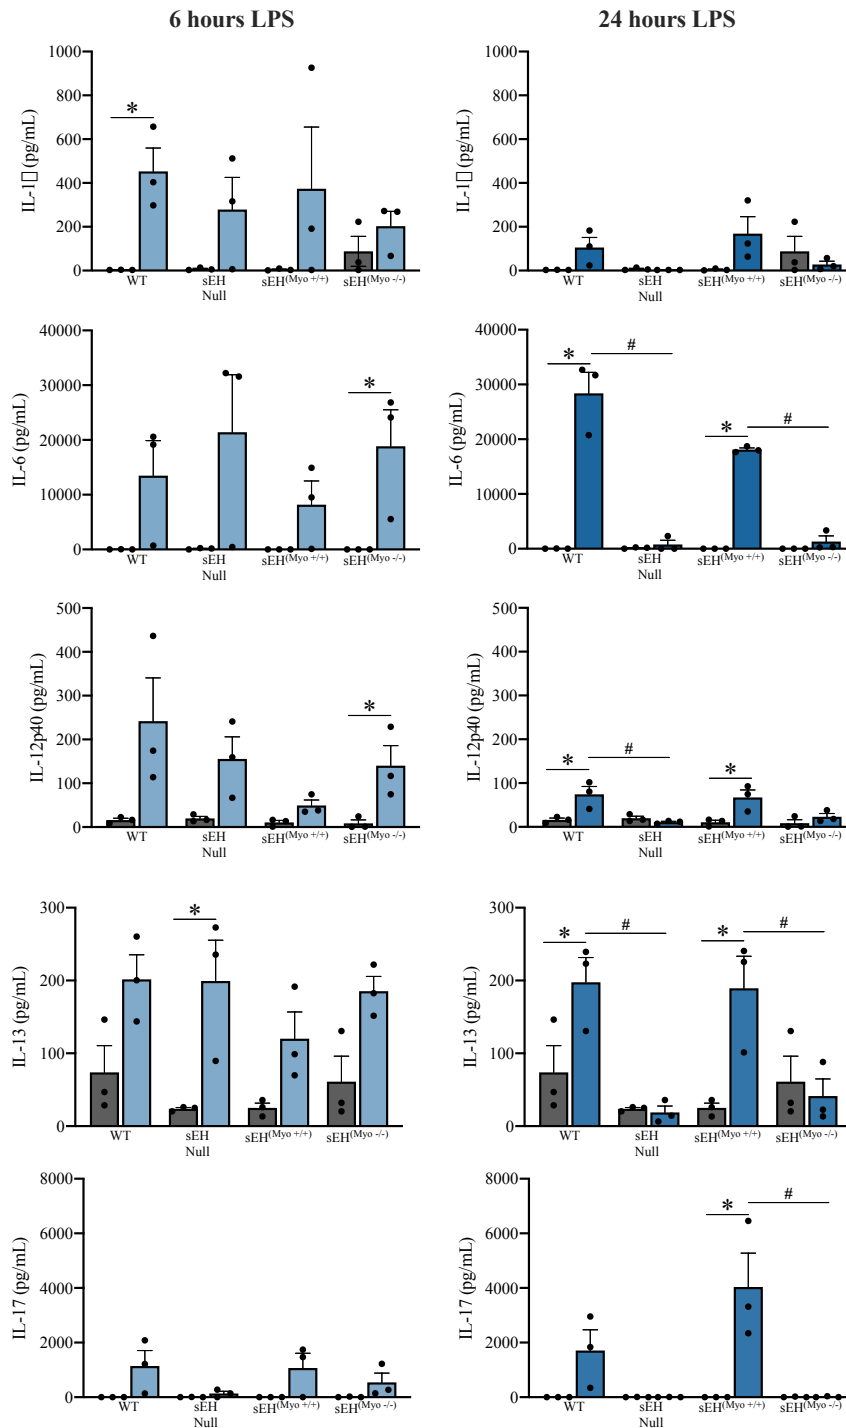 6 hours LPS
24 hours LPS
1000
800
600
400
200
0
IL-1▯ (pg/mL)
*
WT
sEH
Null
sEH(Myo +/+)
sEH(Myo -/-)
1000
800
600
400
200
0
IL-1▯ (pg/mL)
WT
sEH
Null
sEH(Myo +/+)
sEH(Myo -/-)
40000
30000
20000
10000
0
IL-6 (pg/mL)
*
WT
sEH
Null
sEH(Myo +/+)
sEH(Myo -/-)
40000
30000
20000
10000
0
IL-6 (pg/mL)
* # * #
WT
sEH
Null
sEH(Myo +/+)
sEH(Myo -/-)
500
400
300
200
100
0
IL-12p40 (pg/mL)
*
WT
sEH
Null
sEH(Myo +/+)
sEH(Myo -/-)
500
400
300
200
100
0
IL-12p40 (pg/mL)
* # *
WT
sEH
Null
sEH(Myo +/+)
sEH(Myo -/-)
300
200
100
0
IL-13 (pg/mL)
*
WT
sEH
Null
sEH(Myo +/+)
sEH(Myo -/-)
300
200
100
0
IL-13 (pg/mL)
* # * #
WT
sEH
Null
sEH(Myo +/+)
sEH(Myo -/-)
8000
6000
4000
2000
0
IL-17 (pg/mL)
WT
sEH
Null
sEH(Myo +/+)
sEH(Myo -/-)
8000
6000
4000
2000
0
IL-17 (pg/mL)
* #
WT
sEH
Null
sEH(Myo +/+)
sEH(Myo -/-)